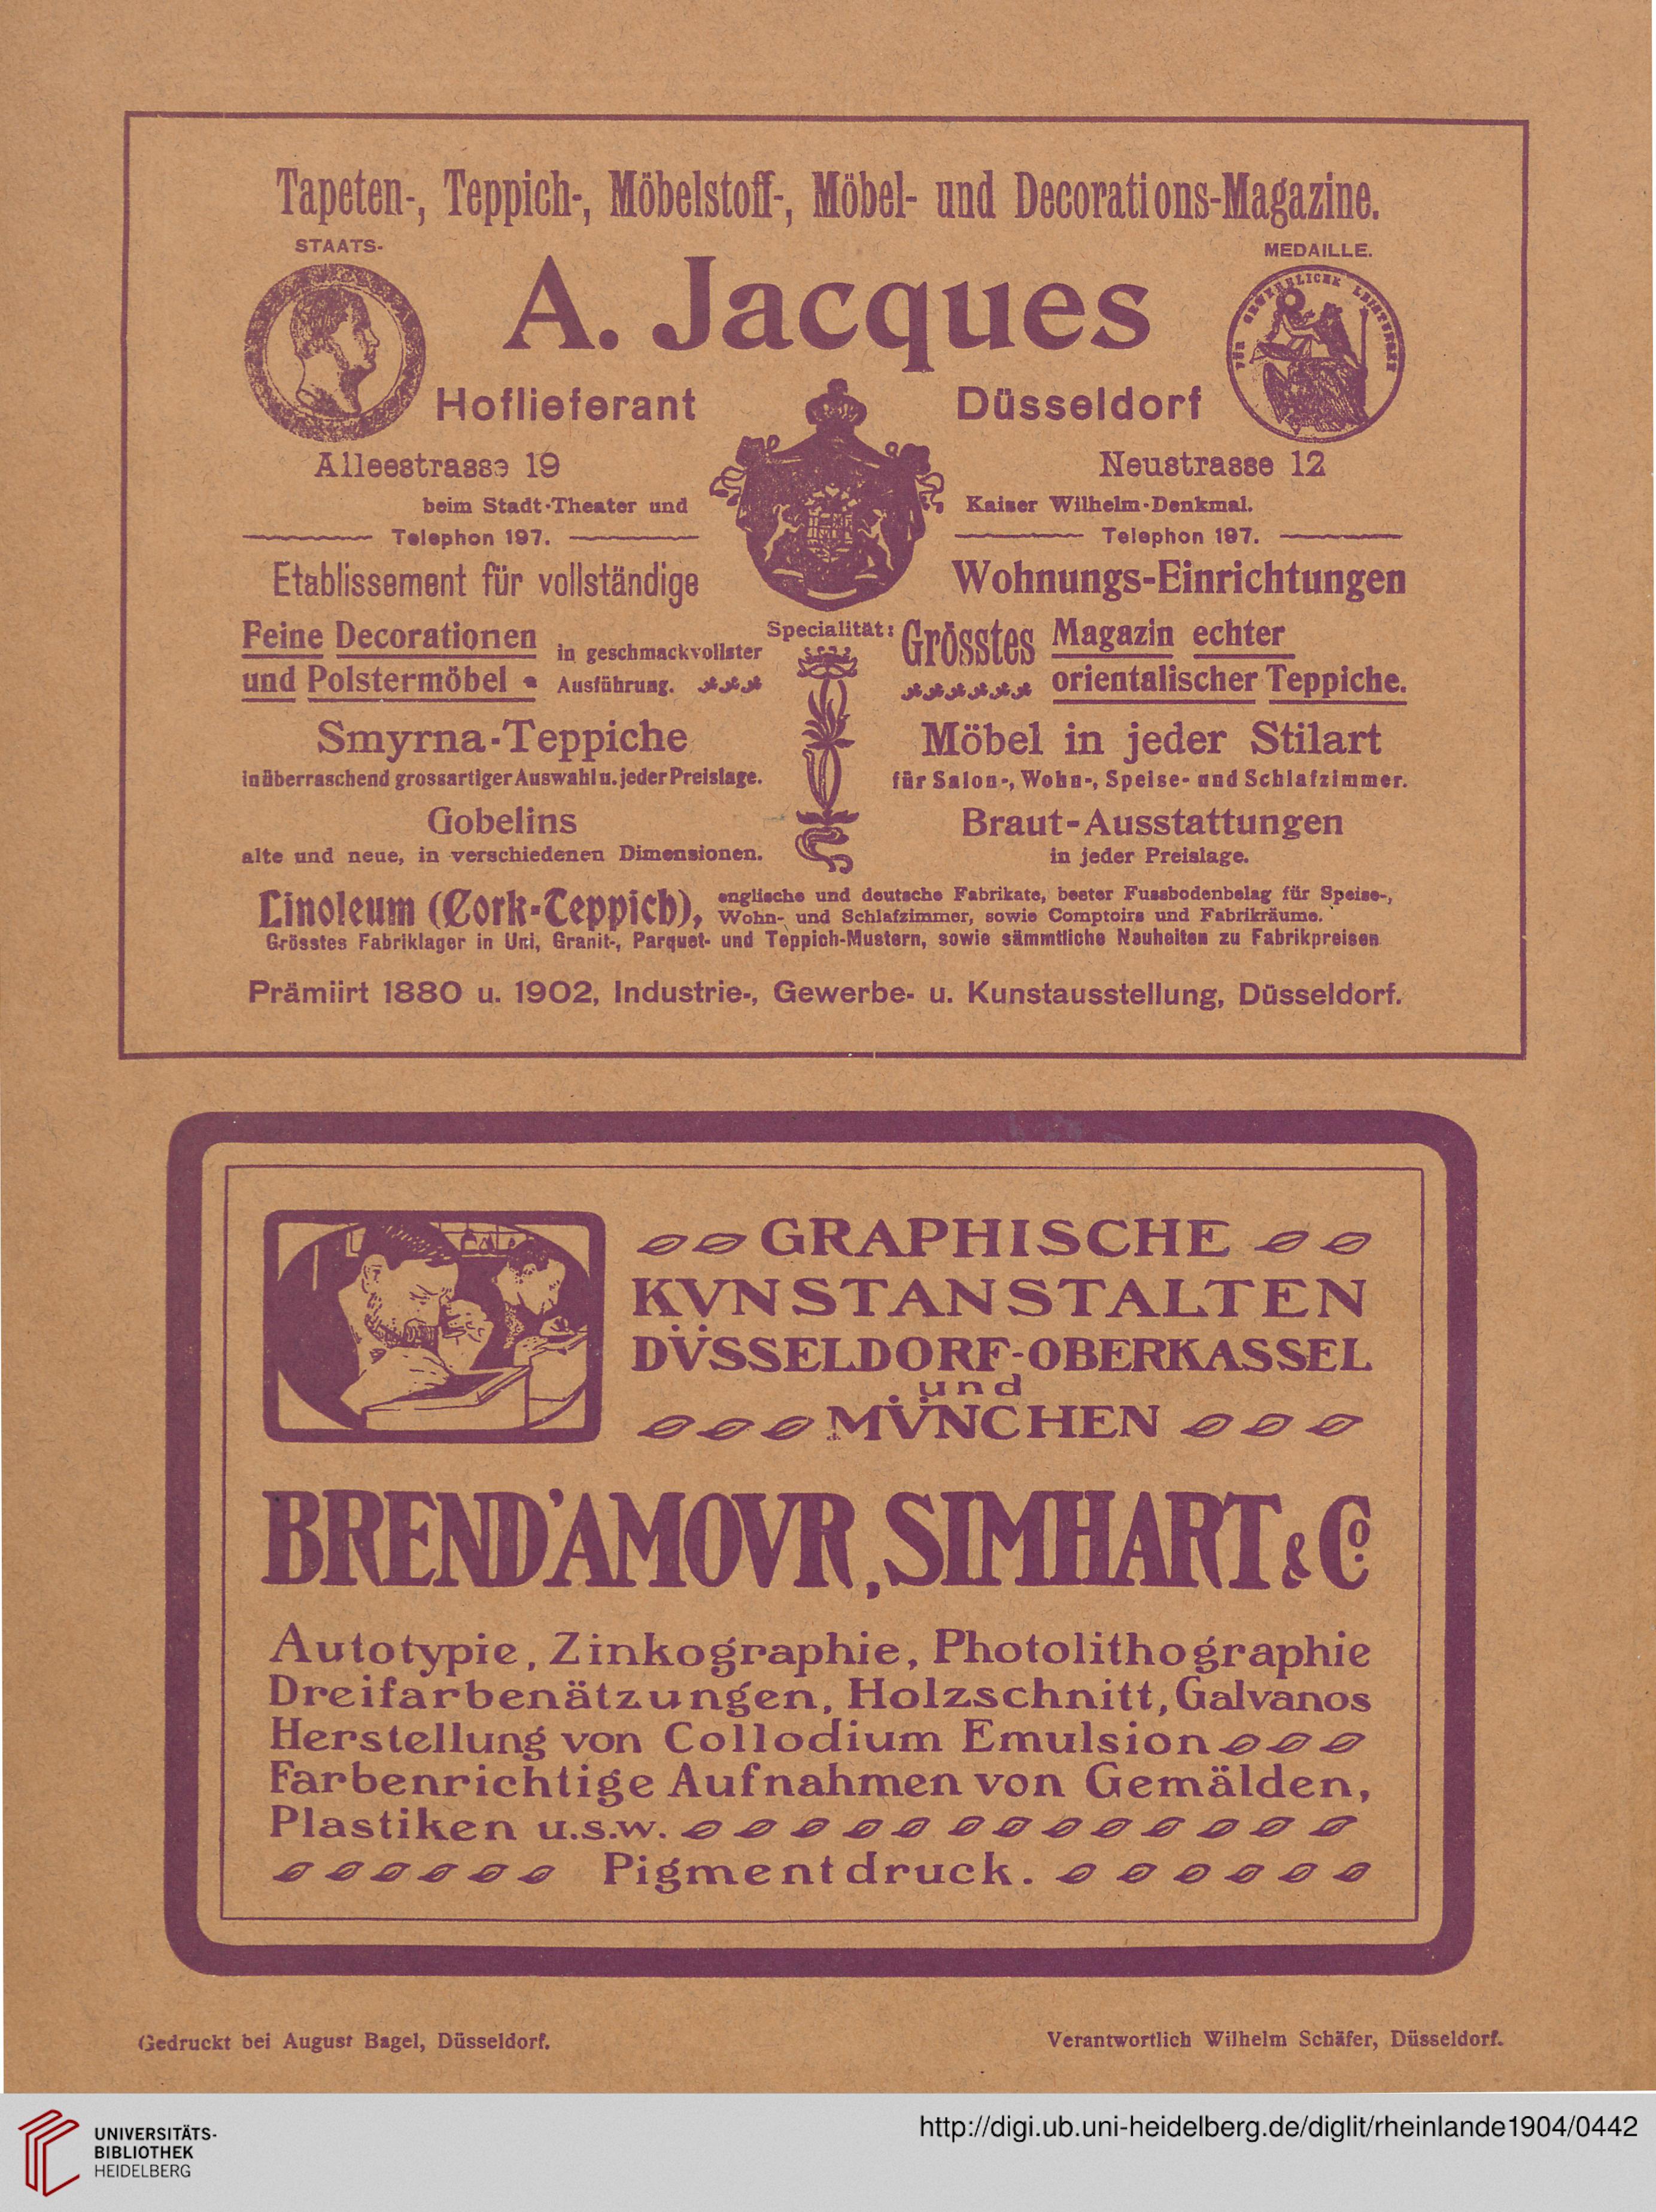 Tapeten-, Teppich-, Möbelstoff-, Möbel- und Decorations-Magazine.
STAATS-
MEDAILLE.
FÜR GEWERBLICHE LEISTUNGEN
A. Jacques
Hoflieferant
Düsseldorf
Alleestrasse 19
Neustrasse 12
beim Stadt-Theater und
Kaiser Wilhelm-Denkmal.
Telephon 197.
Telephon 197.
Etablissement für vollständige
Wohnungs-Einrichtungen
Feine Decorationen
und Polstermöbel
in geschmackvollster
Ausführung.
Specialität:
Grösstes
Magazin echter
orientalischer Teppiche.
Smyrna-Teppiche
in überraschend grossartiger Auswahl u. jeder Preislage.
Möbel in jeder Stilart
für Salon-, Wohn-, Speise- und Schlafzimmer.
Gobelins
alte und neue, in verschiedenen Dimensionen.
Braut-Ausstattungen
in jeder Preislage.
Linoleum (Cork-Teppich),
englische und deutsche Fabrikate, bester Fussbodenbelag für Speise-,
Wohn- und Schlafzimmer, sowie Comptoirs und Fabrikräume.
Grösstes Fabriklager in Uni, Granit-, Parquet- und Teppich-Mustern, sowie sämmtliche Neuheiten zu Fabrikpreisen
Prämiirt 1880 u. 1902, Industrie-, Gewerbe- u. Kunstausstellung, Düsseldorf.
GRAPHISCHE
KVNSTANSTALTEN
DV̈SSELDORF-OBERKASSEL
und
MV̈NCHEN
BREND'AMOVR, SIMHART & Co.
Autotypie, Zinkographie, Photolithographie
Dreifarbenätzungen, Holzschnitt, Galvanos
Herstellung von Collodium Emulsion
Farbenrichtige Aufnahmen von Gemälden,
Plastiken u.s.w.
Pigmentdruck.
Gedruckt bei August Bagel, Düsseldorf.
Verantwortlich Wilhelm Schäfer, Düsseldorf.
UNIVERSITÄTS-
BIBLIOTHEK
HEIDELBERG
http://digi.ub.uni-heidelberg.de/diglit/rheinlande1904/0442